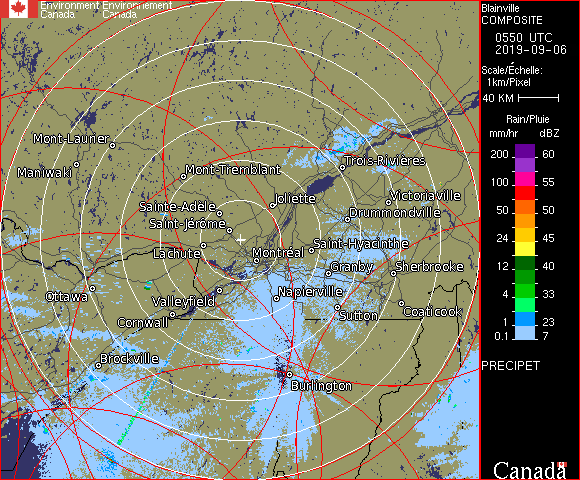 Environment Environnement
Canada Canada
Blainville
COMPOSITE
0550 UTC
2019-09-06
Scale/Échelle:
1km/Pixel
40 KM
Rain/Pluie
mm/hr dBZ
200 60
100 55
50 50
24 45
12 40
4 33
1 23
0.1 7
PRECIPET
Canada
Mont-Laurier
Maniwaki
Mont-Tremblant
Trois-Rivières
Joliette
Victoriaville
Sainte-Adèle
Drummondville
Saint-Jérôme
Lachute
Montréal
Saint-Hyacinthe
Granby
Sherbrooke
Ottawa
Valleyfield
Napierville
Cornwall
Sutton
Coaticook
Brockville
Burlington